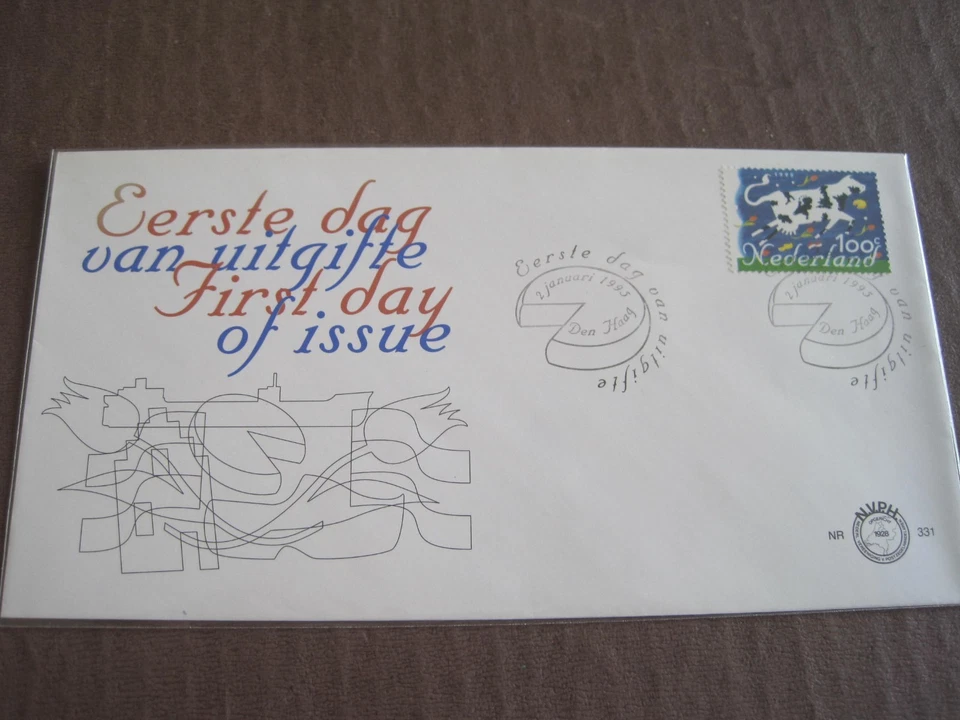 Eerste dag
van uitgifte
First day
of issue
Eerste dag van uitgifte
2 januari 1995
Den Haag
1995
100c
Nederland
2 januari 1995
Den Haag
van uitgifte
NR
NVPH
1928
331